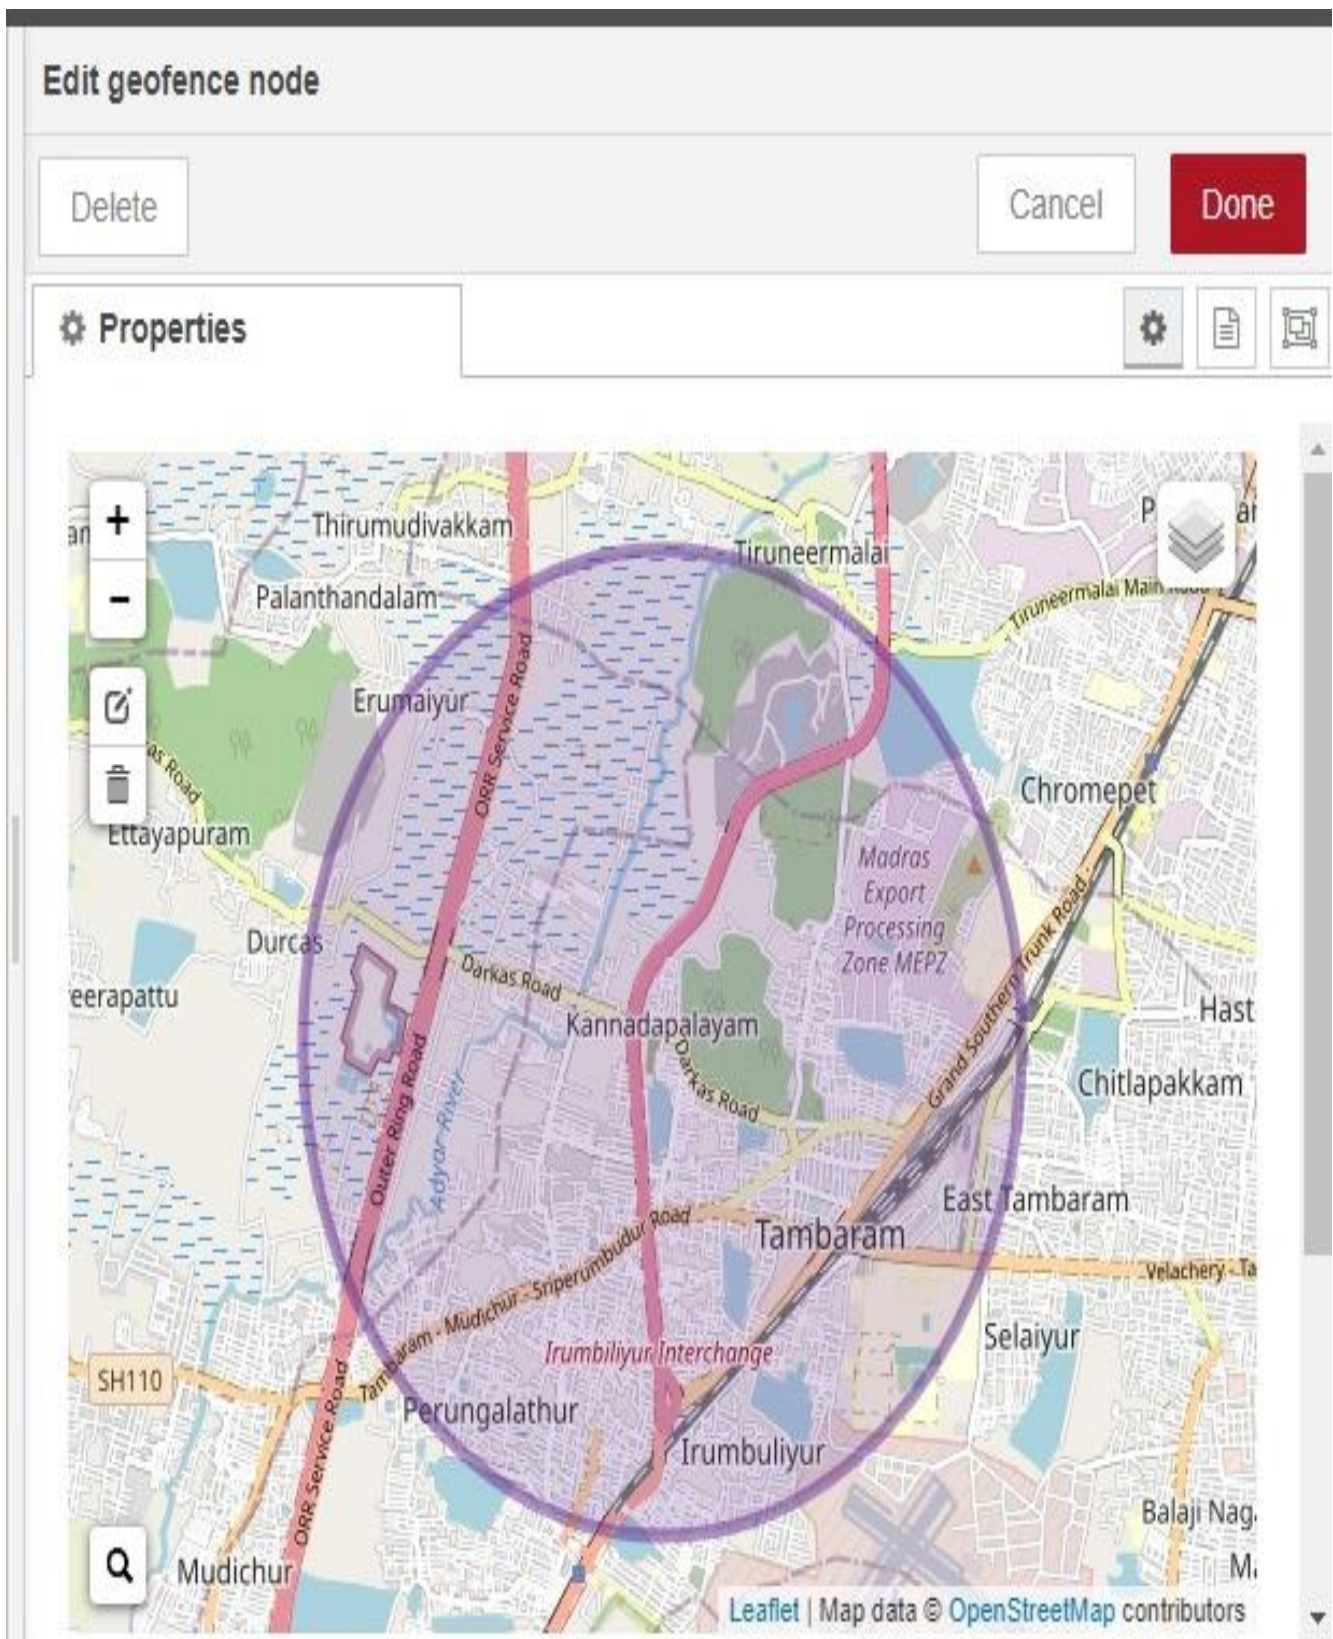 Edit geofence node
Delete
Cancel
Done
Properties
+
−
Thirumudivakkam
Tiruneermalai
Palanthandalam
Tiruneermalai Main
Erumaiyur
ORR Service Road
as Road
Chromepet
Ettayapuram
Madras
Export
Processing
Zone MEPZ
Durcas
Darkas Road
eerapattu
Kannadapalayam
Grand Southern Trunk Road
Hast
Darkas Road
Chitlapakkam
Outer Ring Road
Adyar River
East Tambaram
Tambaram
Velachery - Ta
Tambaram - Mudichur - Sriperumbudur Road
Selaiyur
Irumbiliyur Interchange
SH110
Perungalathur
ORR Service Road
Irumbuliyur
Balaji Nag
Mudichur
Leaflet | Map data © OpenStreetMap contributors